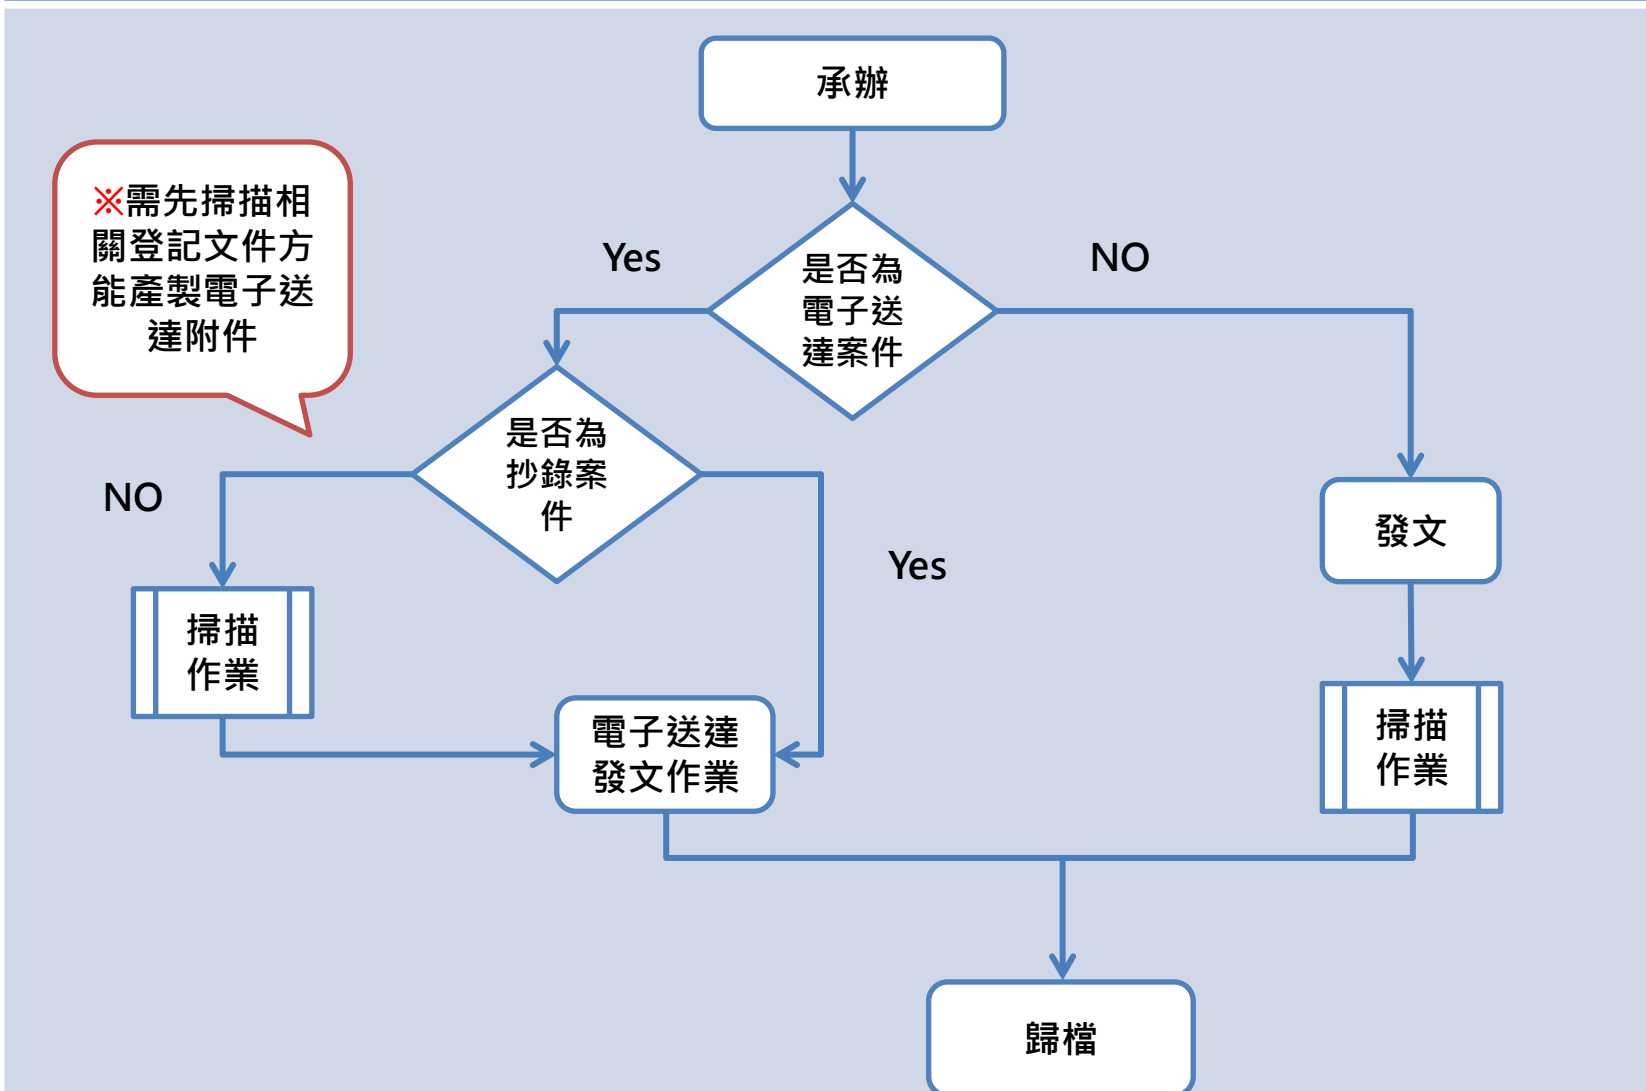 承辦
※需先掃描相
關登記文件方
能產製電子送
達附件
Yes
是否為
電子送
達案件
NO
是否為
抄錄案
件
NO
Yes
發文
掃描
作業
電子送達
發文作業
掃描
作業
歸檔